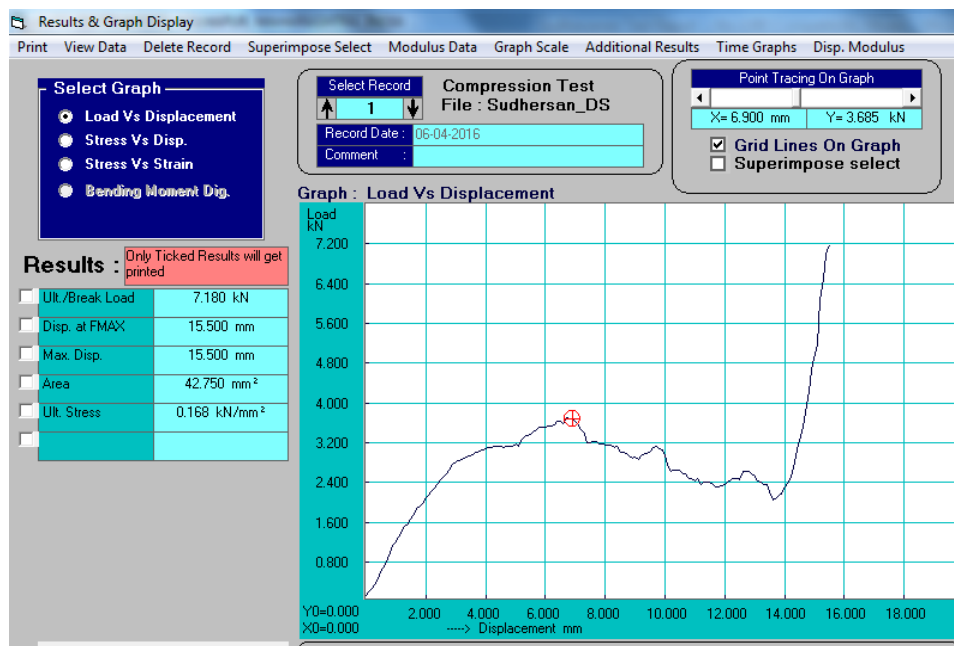 Results & Graph Display
Print View Data Delete Record Superimpose Select Modulus Data Graph Scale Additional Results Time Graphs Disp. Modulus
Select Graph
Load Vs Displacement
Stress Vs Disp.
Stress Vs Strain
Bending Moment Dig.
Select Record
1
Compression Test
File : Sudhersan_DS
Record Date : 06-04-2016
Comment :
Point Tracing On Graph
X= 6.900 mm Y= 3.685 kN
Grid Lines On Graph
Superimpose select
Results :
Only Ticked Results will get
printed
Ult./Break Load 7.180 kN
Disp. at FMAX 15.500 mm
Max. Disp. 15.500 mm
Area 42.750 mm²
Ult. Stress 0.168 kN/mm²
Graph : Load Vs Displacement
Load
kN
7.200
6.400
5.600
4.800
4.000
3.200
2.400
1.600
0.800
Y0=0.000
X0=0.000
2.000 4.000 6.000 8.000 10.000 12.000 14.000 16.000 18.000
----> Displacement mm